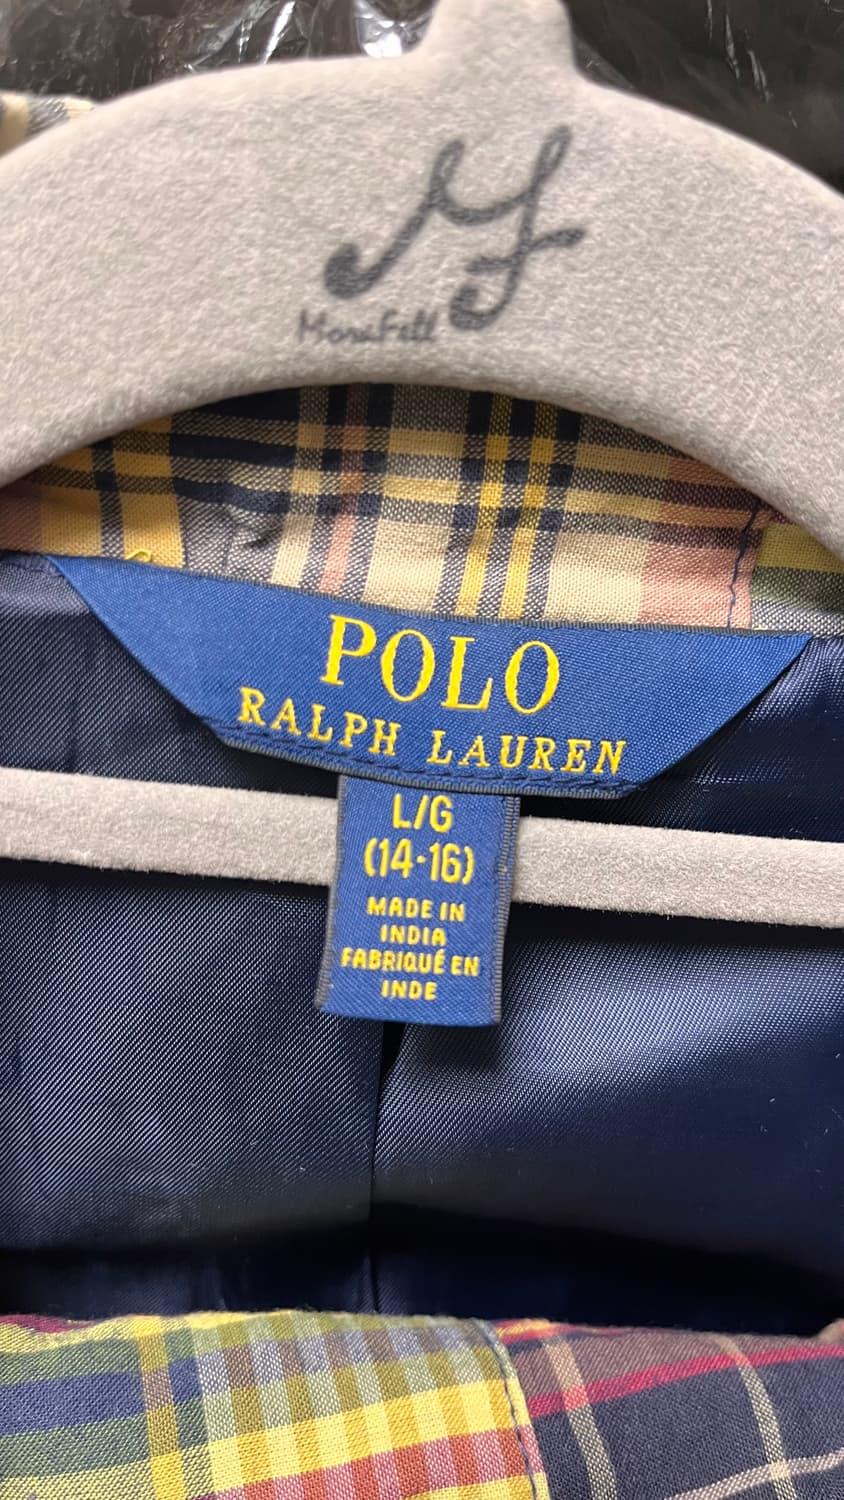 MoraFell
POLO
RALPH LAUREN
L/G
(14-16)
MADE IN
INDIA
FABRIQUÉ EN
INDE